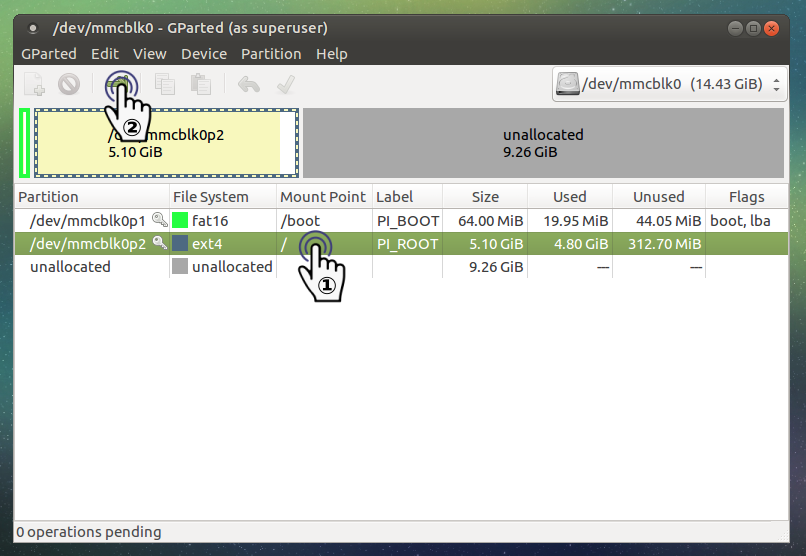 /dev/mmcblk0 - GParted (as superuser)
GParted Edit View Device Partition Help
/dev/mmcblk0 (14.43 GiB)
②
mmcblk0p2
5.10 GiB
unallocated
9.26 GiB
Partition File System Mount Point Label Size Used Unused Flags
/dev/mmcblk0p1 fat16 /boot PI_BOOT 64.00 MiB 19.95 MiB 44.05 MiB boot, lba
/dev/mmcblk0p2 ext4 / PI_ROOT 5.10 GiB 4.80 GiB 312.70 MiB
unallocated unallocated 9.26 GiB --- ---
①
0 operations pending